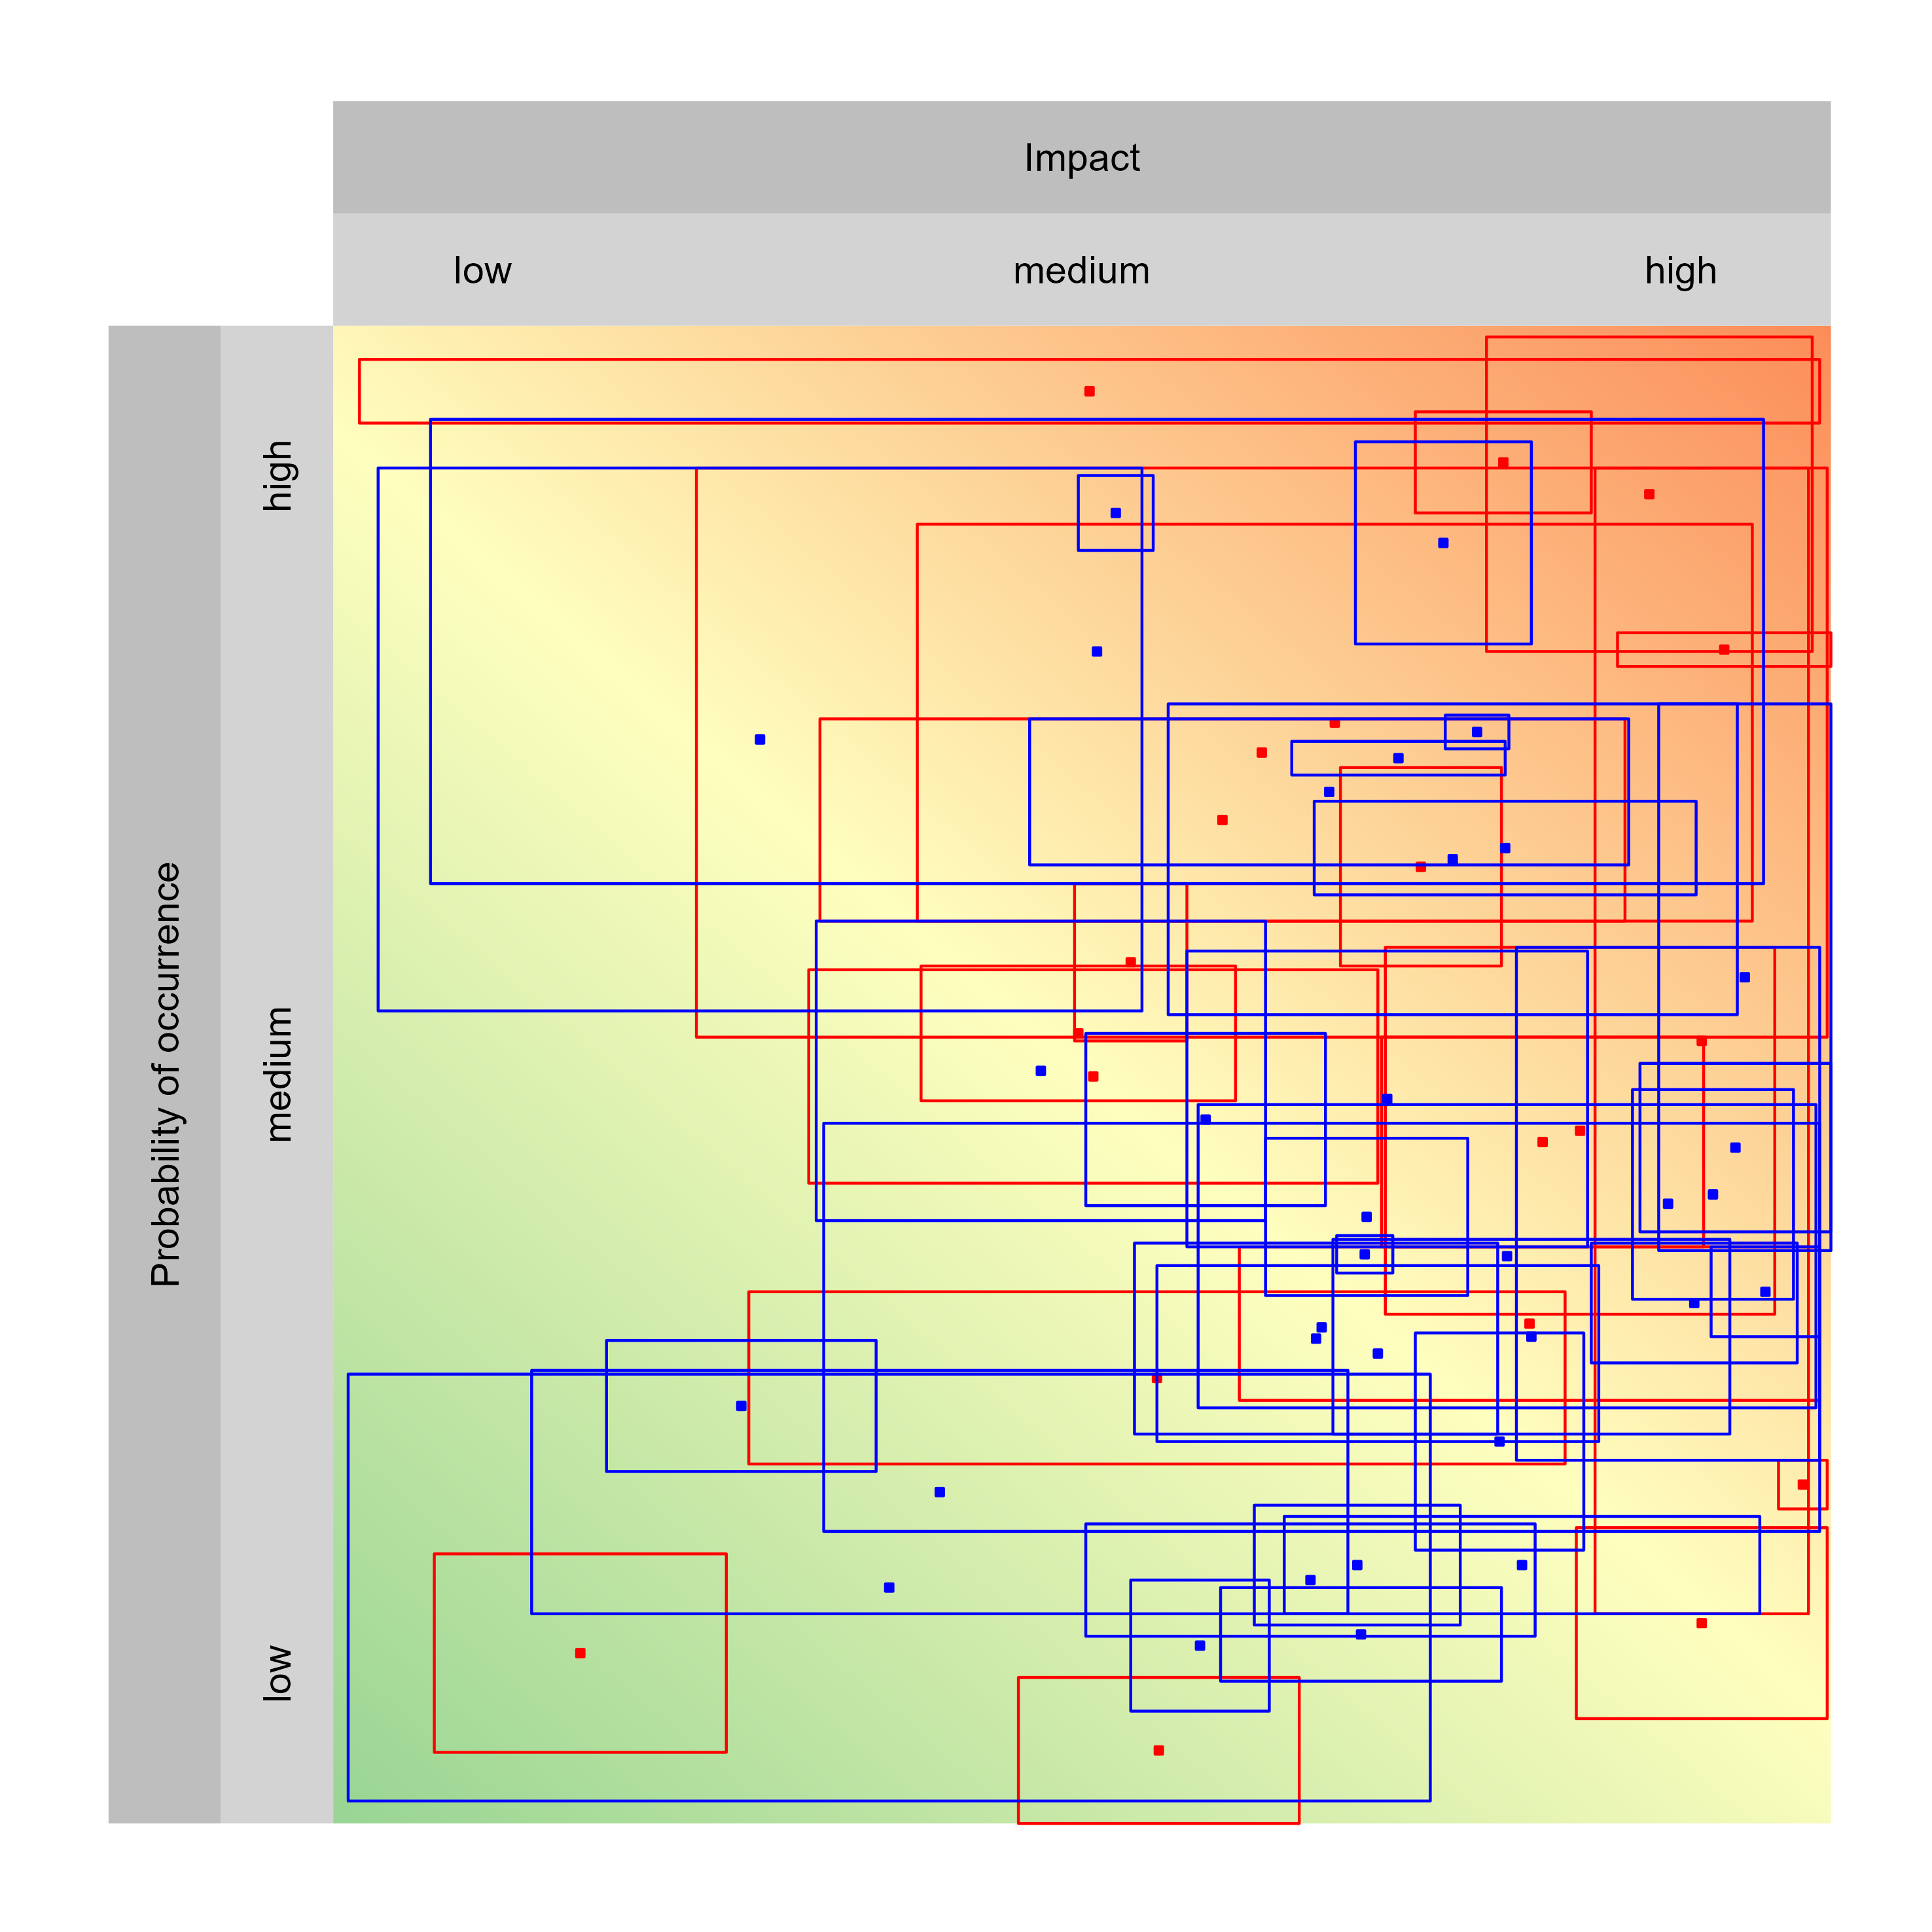 Impact
low
medium
high
Probability of occurrence
high
medium
low